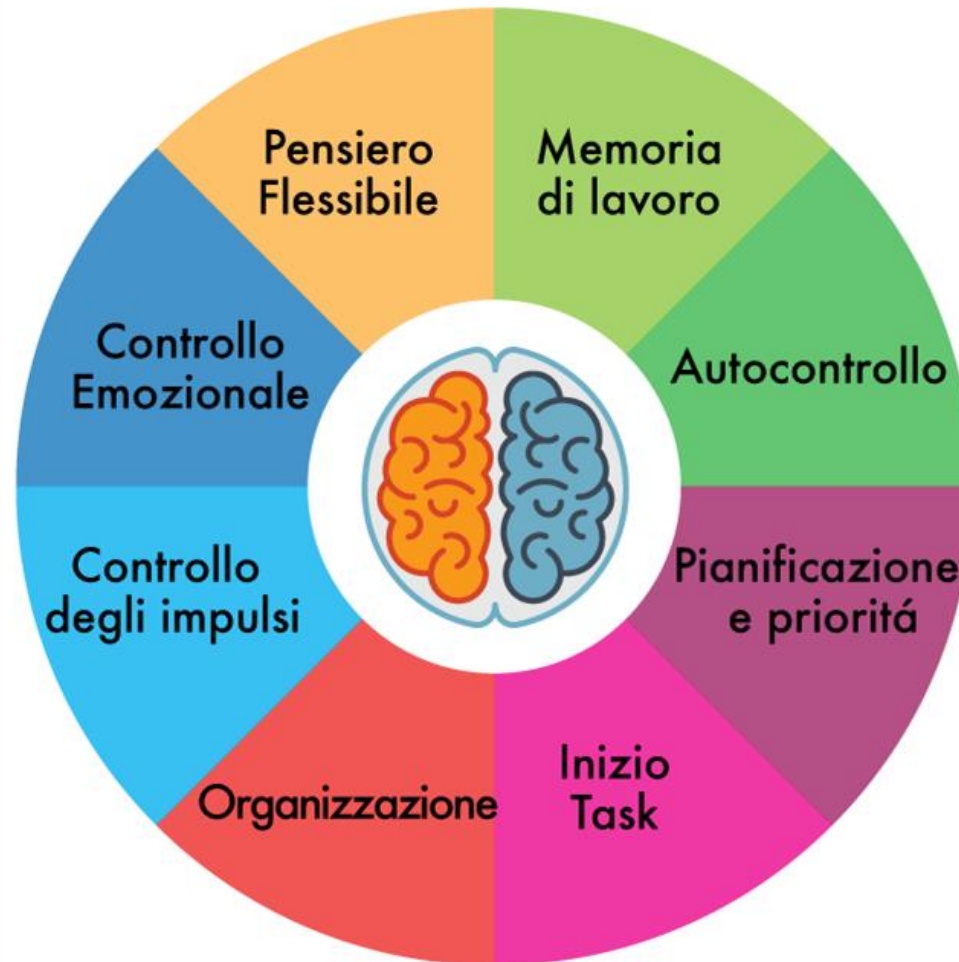 Pensiero
Flessibile
Memoria
di lavoro
Controllo
Emozionale
Autocontrollo
Controllo
degli impulsi
Pianificazione
e prioritá
Organizzazione
Inizio
Task